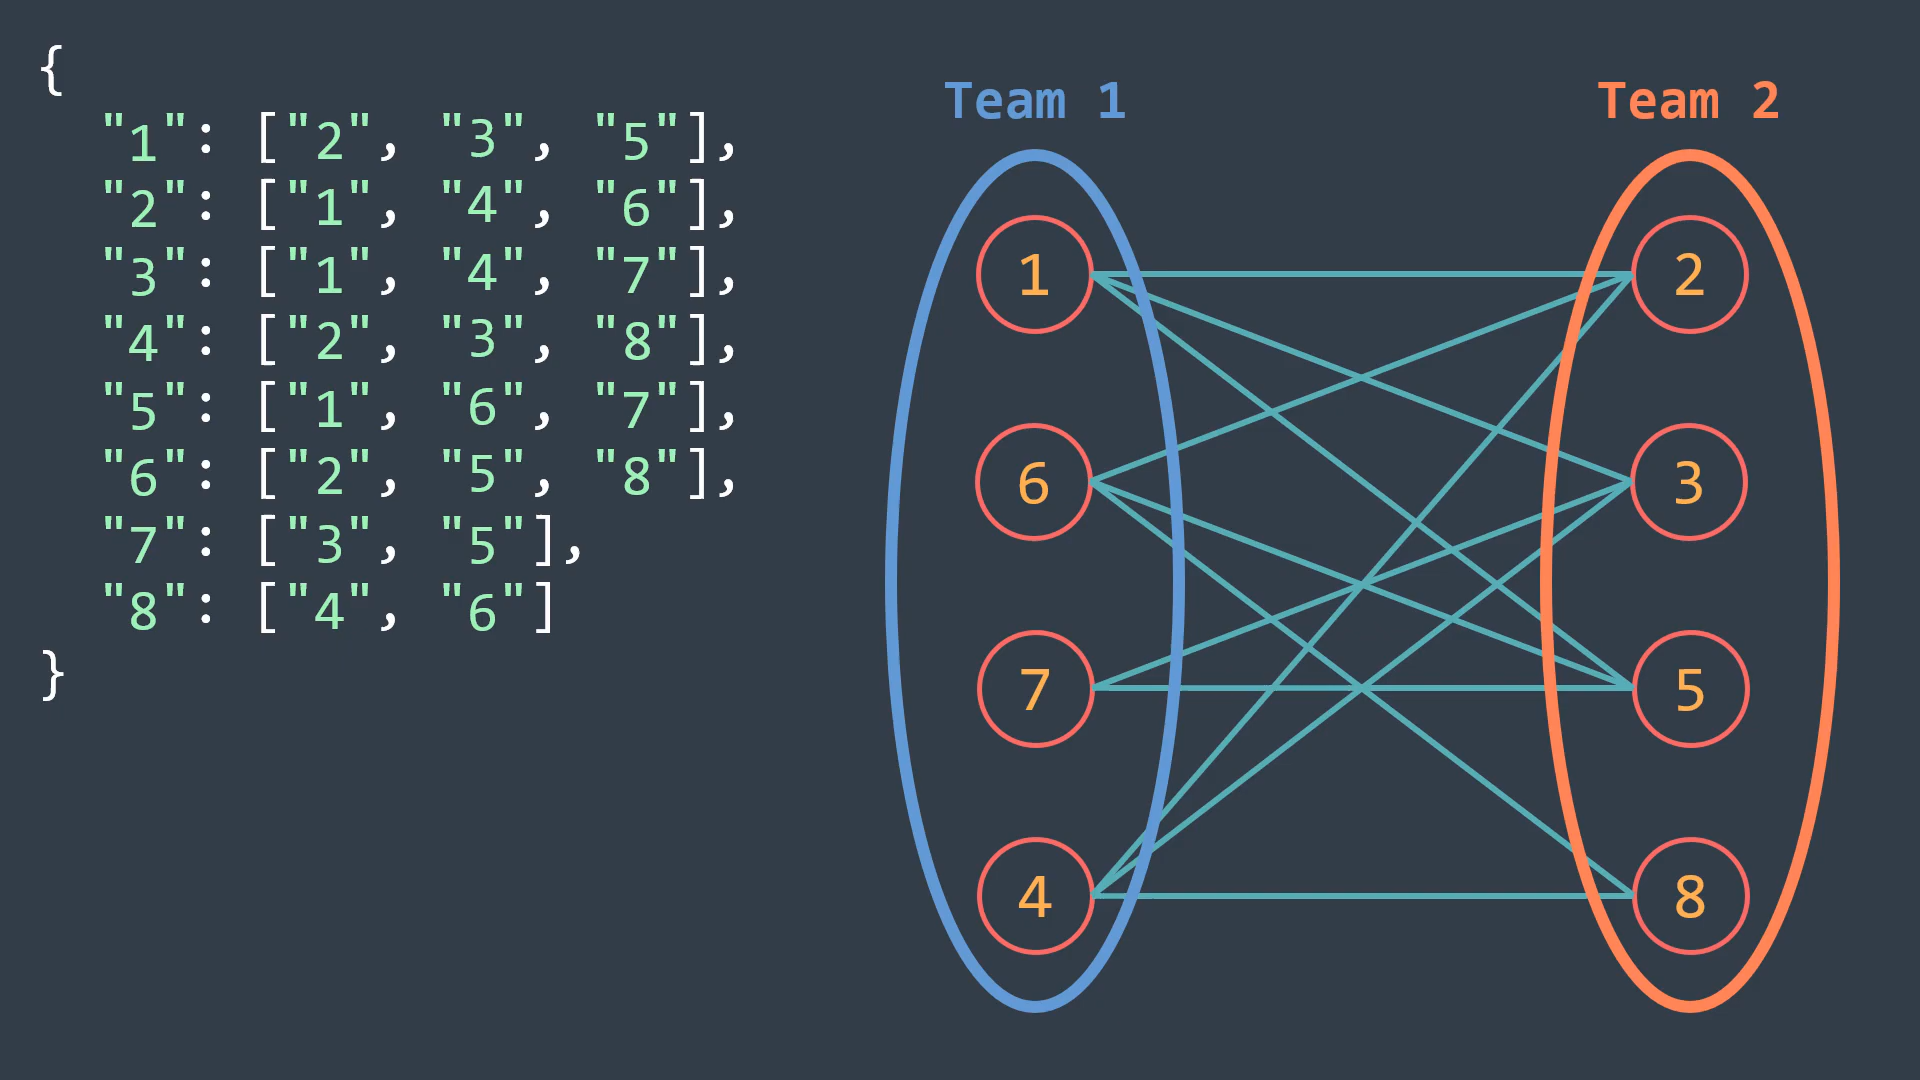 {
"1": ["2", "3", "5"],
"2": ["1", "4", "6"],
"3": ["1", "4", "7"],
"4": ["2", "3", "8"],
"5": ["1", "6", "7"],
"6": ["2", "5", "8"],
"7": ["3", "5"],
"8": ["4", "6"]
}
Team 1
1
6
7
4
Team 2
2
3
5
8